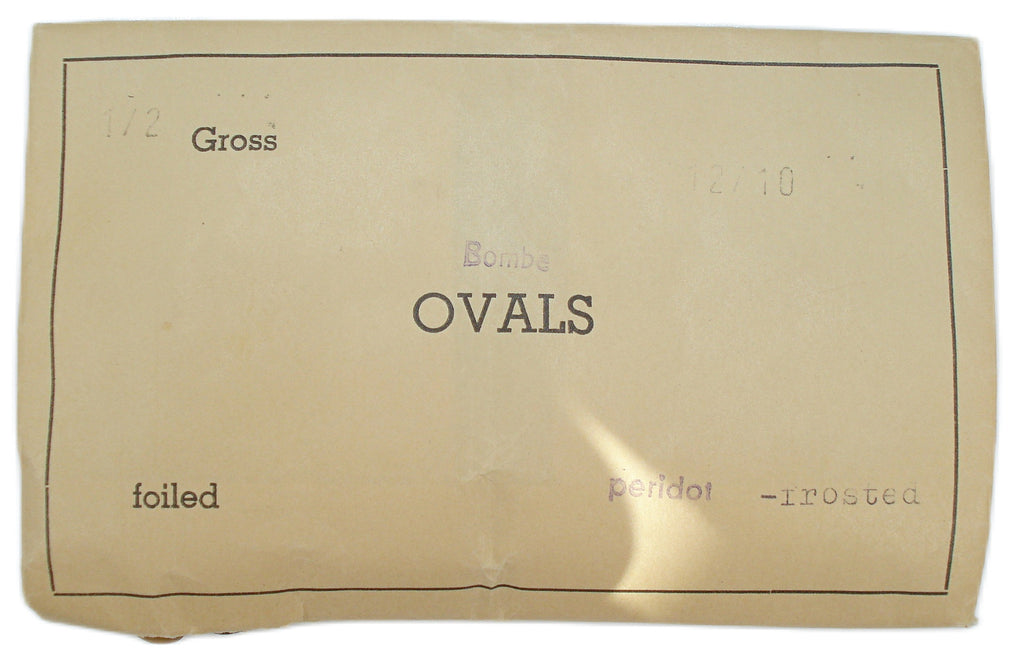 1/2 Gross
12/10
Bombe
OVALS
foiled peridot -frosted